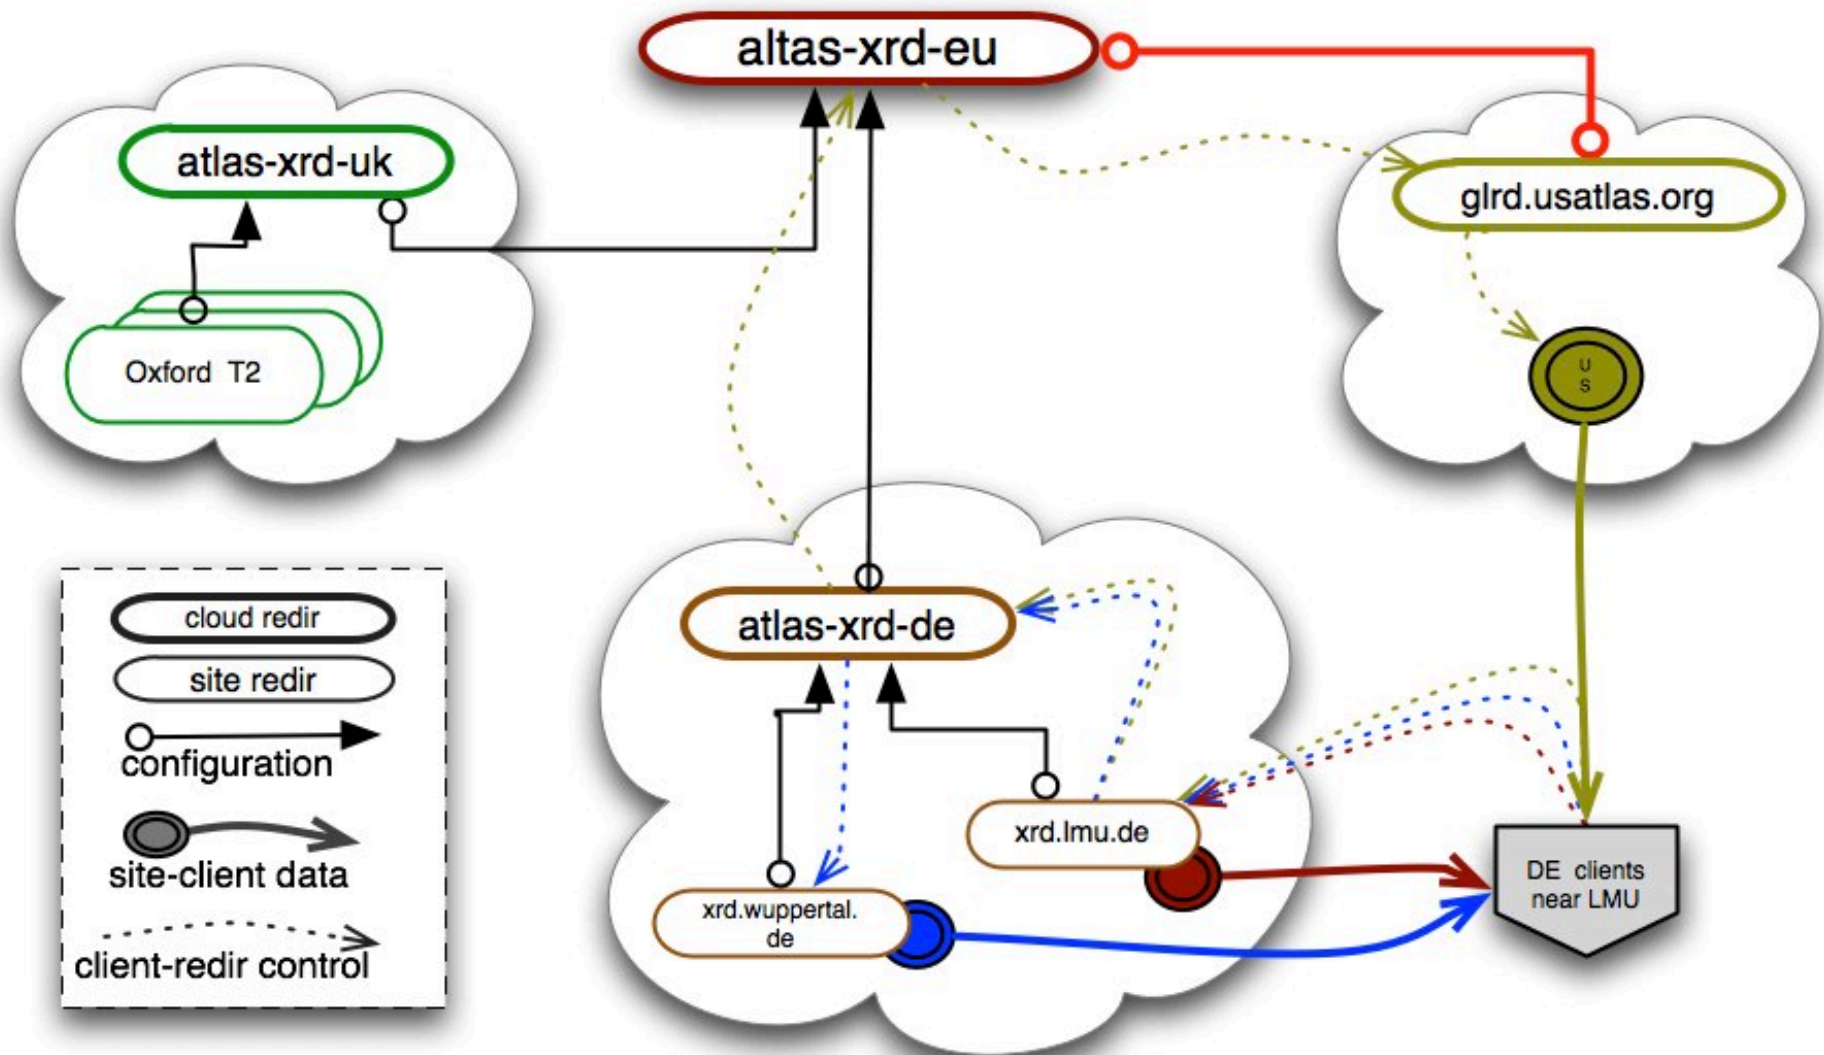 altas-xrd-eu
atlas-xrd-uk
glrd.usatlas.org
Oxford T2
U
S
cloud redir
site redir
configuration
site-client data
client-redir control
atlas-xrd-de
xrd.lmu.de
xrd.wuppertal.
de
DE clients
near LMU